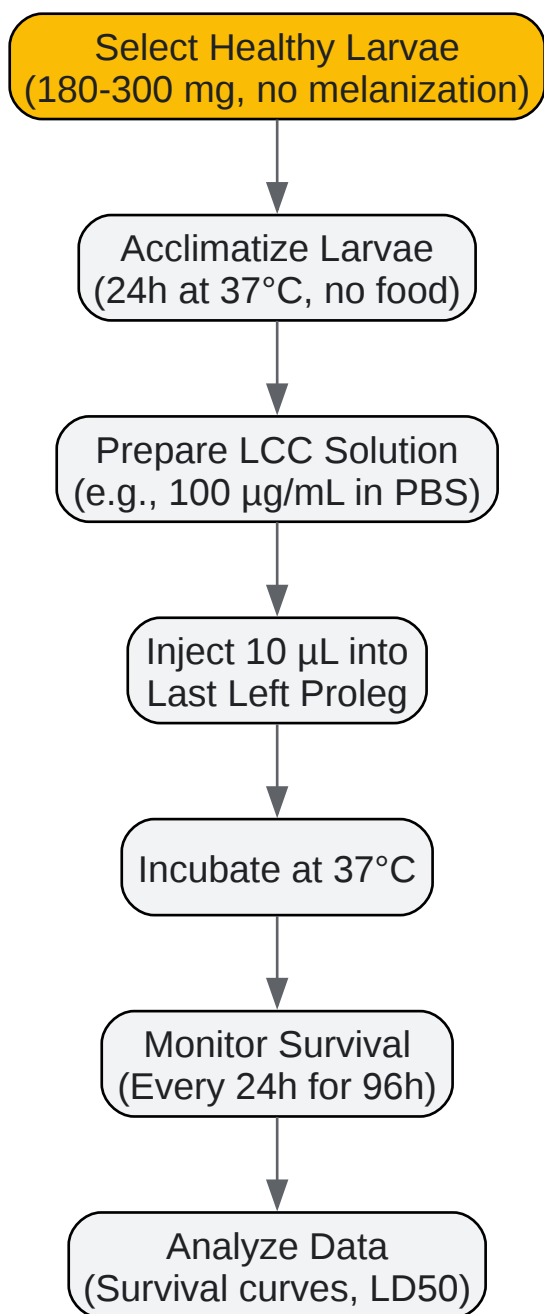 Select Healthy Larvae
(180-300 mg, no melanization)
Acclimatize Larvae
(24h at 37°C, no food)
Prepare LCC Solution
(e.g., 100 µg/mL in PBS)
Inject 10 µL into
Last Left Proleg
Incubate at 37°C
Monitor Survival
(Every 24h for 96h)
Analyze Data
(Survival curves, LD50)